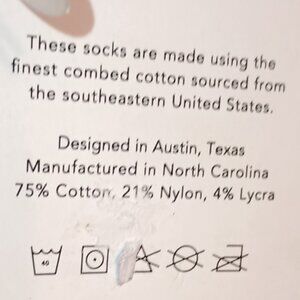 These socks are made using the
finest combed cotton sourced from
the southeastern United States.
Designed in Austin, Texas
Manufactured in North Carolina
75% Cotton, 21% Nylon, 4% Lycra
40